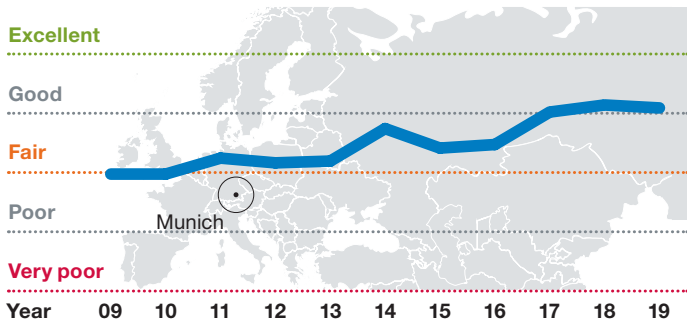 Excellent
Good
Fair
Poor
Munich
Very poor
Year 09 10 11 12 13 14 15 16 17 18 19